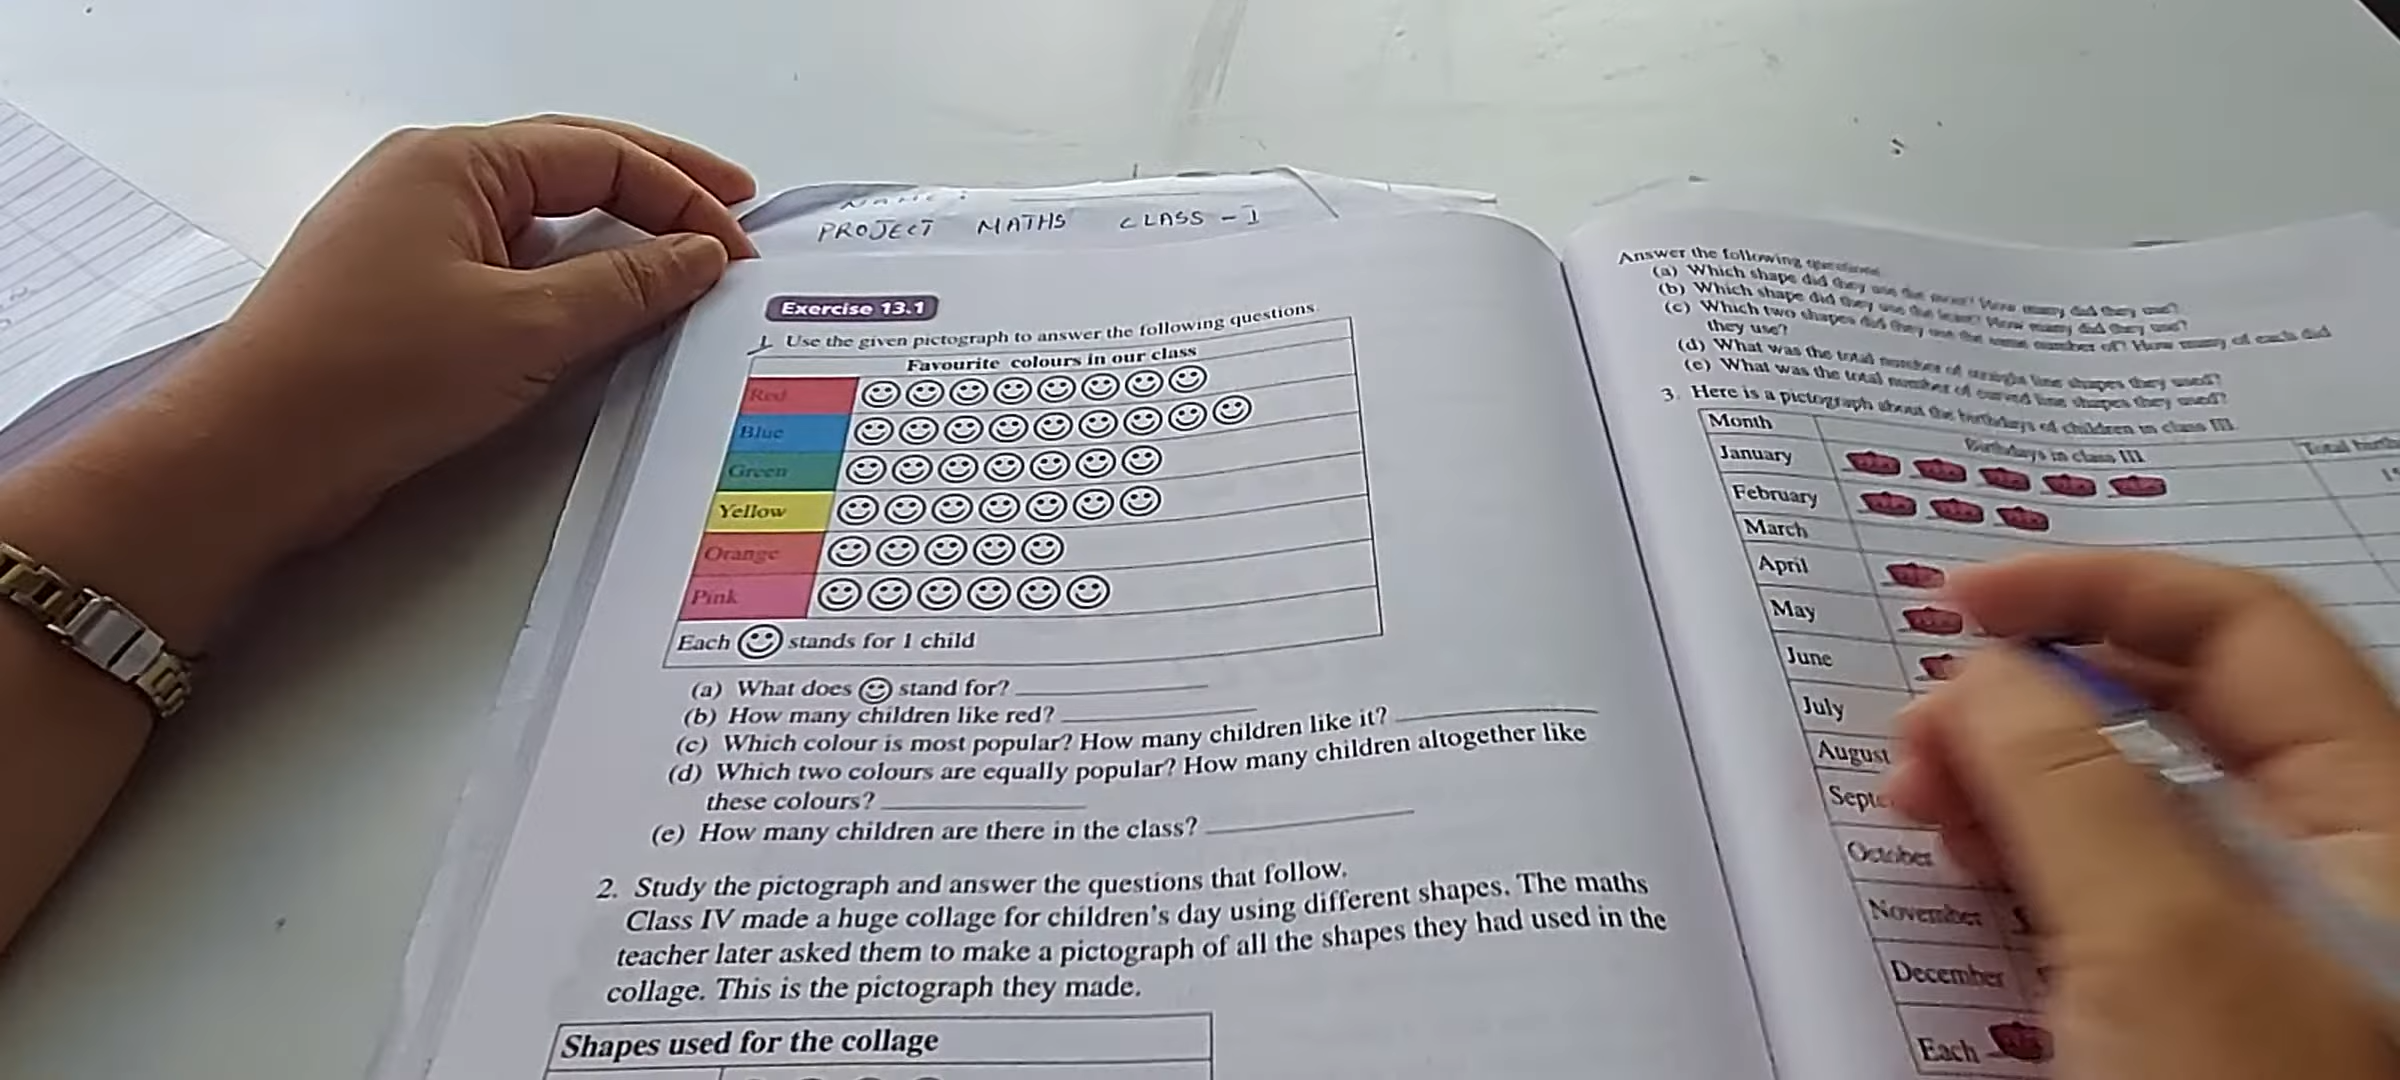 NAME :
PROJECT MATHS CLASS - I
Exercise 13.1
1. Use the given pictograph to answer the following questions.
Favourite colours in our class
Red
Blue
Green
Yellow
Orange
Pink
Each stands for 1 child
(a) What does stand for?
(b) How many children like red?
(c) Which colour is most popular? How many children like it?
(d) Which two colours are equally popular? How many children altogether like
these colours?
(e) How many children are there in the class?
2. Study the pictograph and answer the questions that follow.
Class IV made a huge collage for children's day using different shapes. The maths
teacher later asked them to make a pictograph of all the shapes they had used in the
collage. This is the pictograph they made.
Shapes used for the collage
Answer the following questions
(a) Which shape did they use the most? How many did they use?
(b) Which shape did they use the least? How many did they use?
(c) Which two shapes did they use the same number of? How many of each did
they use?
(d) What was the total number of straight line shapes they used?
(e) What was the total number of curved line shapes they used?
3. Here is a pictograph about the birthdays of children in class III.
Month Birthdays in class III Total
January
February
March
April
May
June
July
August
October
November
December
Each